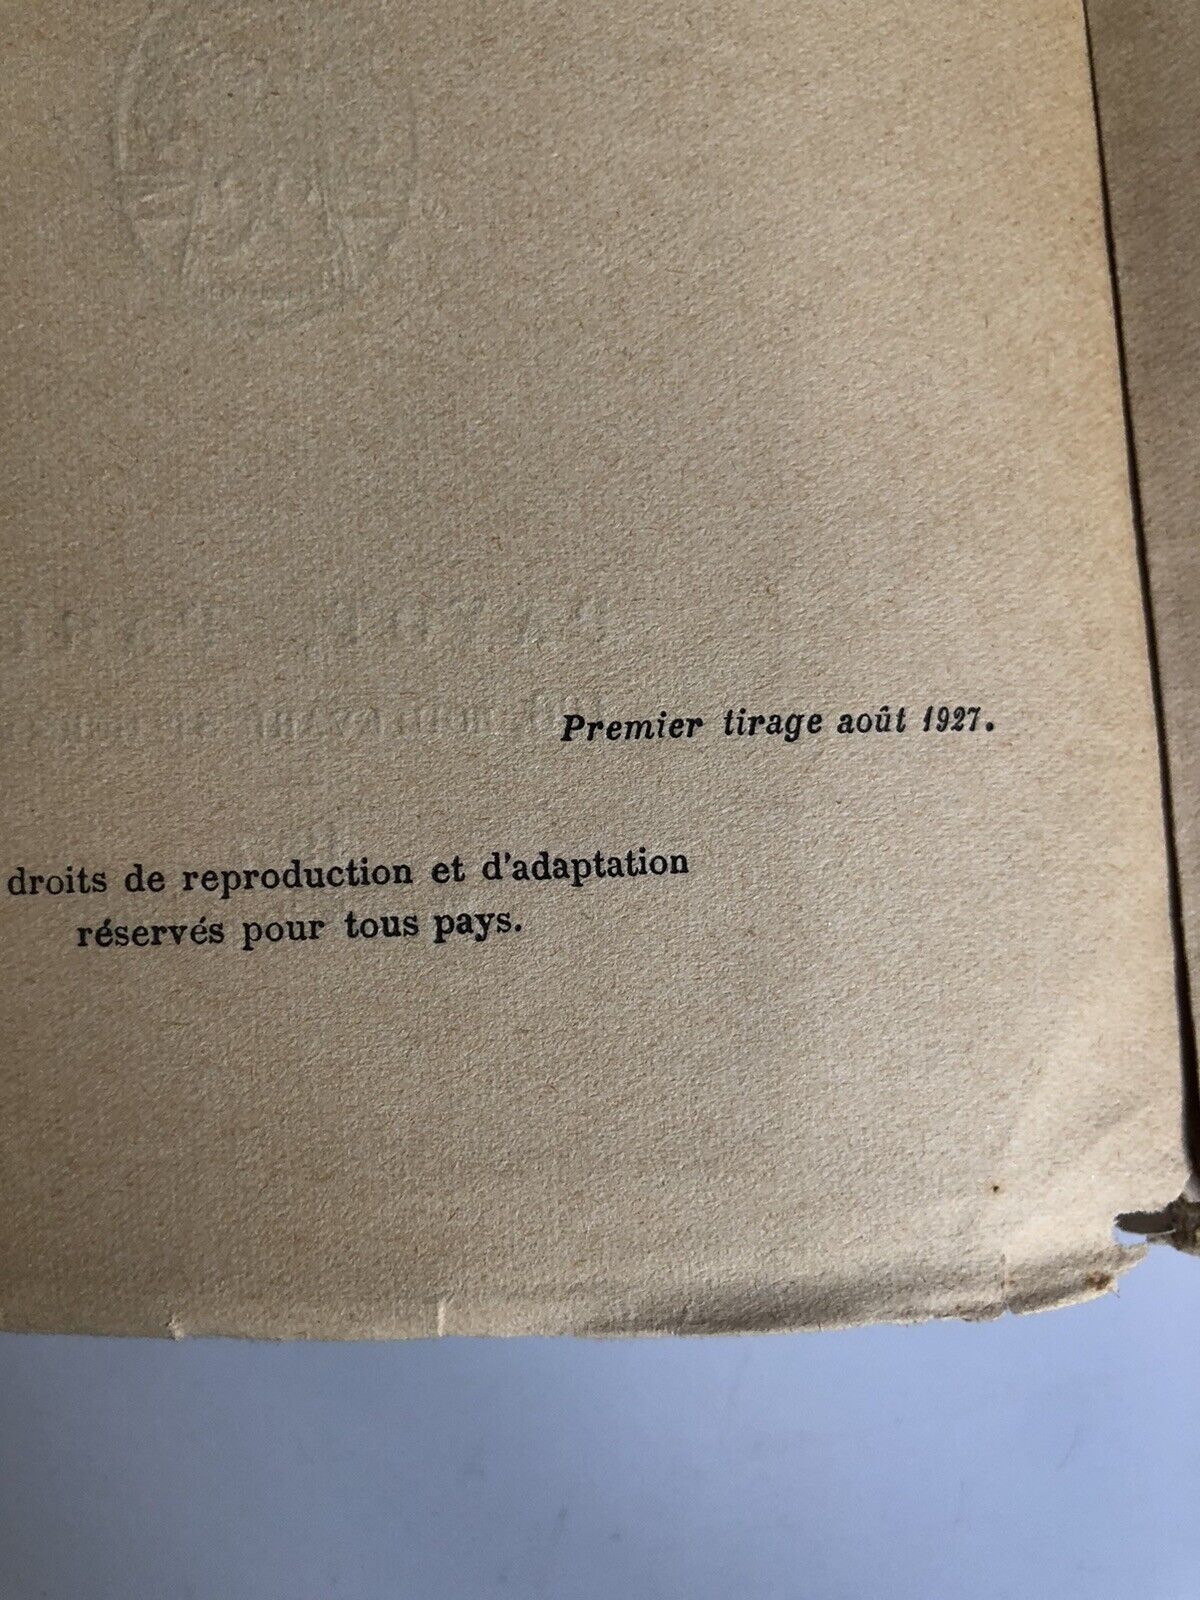 Premier tirage août 1927.
droits de reproduction et d'adaptation
réservés pour tous pays.